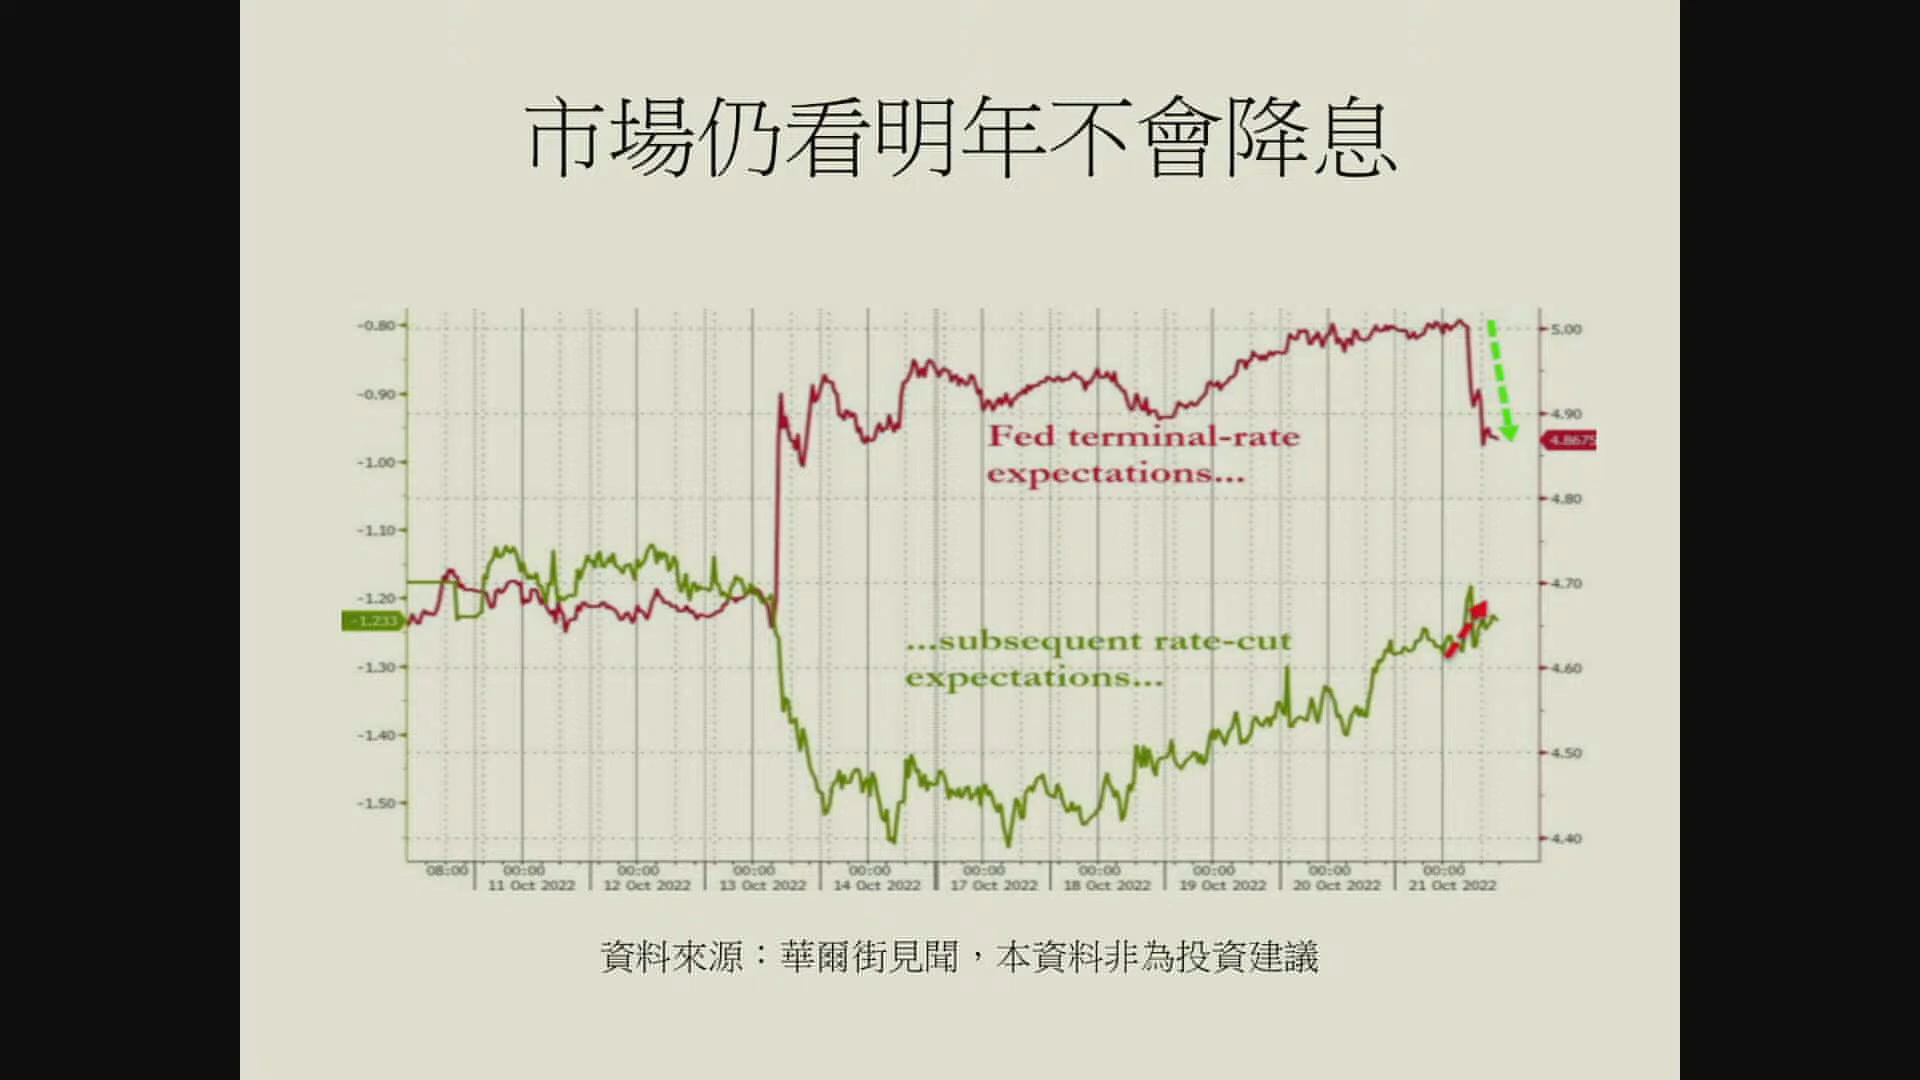 市場仍看明年不會降息
-0.80
-0.90
-1.00
-1.10
-1.20
-1.233
-1.30
-1.40
-1.50
5.00
4.90
4.8675
4.80
4.70
4.60
4.50
4.40
Fed terminal-rate
expectations...
...subsequent rate-cut
expectations...
08:00 00:00 00:00 00:00 00:00 00:00 00:00 00:00 00:00 00:00
11 Oct 2022 12 Oct 2022 13 Oct 2022 14 Oct 2022 17 Oct 2022 18 Oct 2022 19 Oct 2022 20 Oct 2022 21 Oct 2022
資料來源：華爾街見聞，本資料非為投資建議